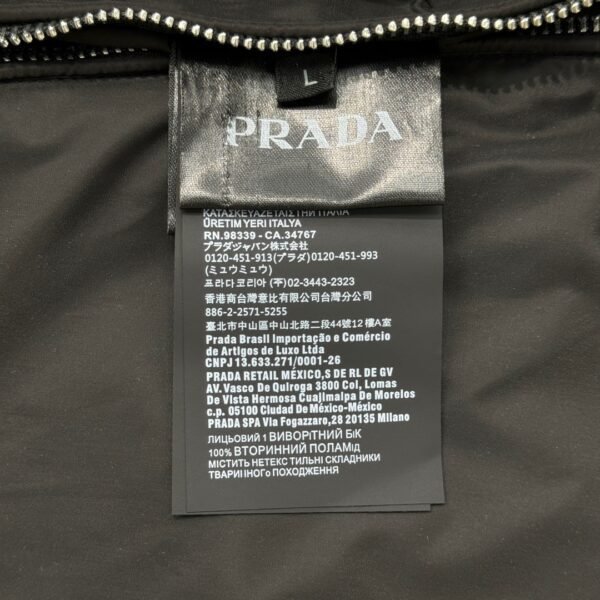 L
PRADA
ΚΑΤΑΣΚΕΥΑΖΕΤΑΙ ΣΤΗΝ ΙΤΑΛΙΑ
ÜRETIM YERI ITALYA
RN.98339 - CA.34767
プラダジャパン(株)
0120-451-913(プラダ)0120-451-993
(ミュウミュウ)
프라다코리아 (주)02-3443-2323
香港商台灣意比有限公司台灣分公司
886-2-2571-5255
臺北市中山區中山北路二段44號12樓A室
Prada Brasil Importação e Comércio
de Artigos de Luxo Ltda
CNPJ 13.633.271/0001-26
PRADA RETAIL MÉXICO,S DE RL DE GV
AV. Vasco De Quiroga 3800 Col, Lomas
De Vista Hermosa Cuajimalpa De Morelos
c.p. 05100 Ciudad De México-México
PRADA SPA Via Fogazzaro,28 20135 Milano
ЛИЦЬОВИЙ 1 ВИВОРІТНИЙ БіК
100% ВТОРИННИЙ ПОЛАМід
МІСТИТЬ НЕТЕКС ТИЛЬНІ СКЛАДНИКИ
ТВАРИІ ІНОГо ПОХОДЖЕННЯ